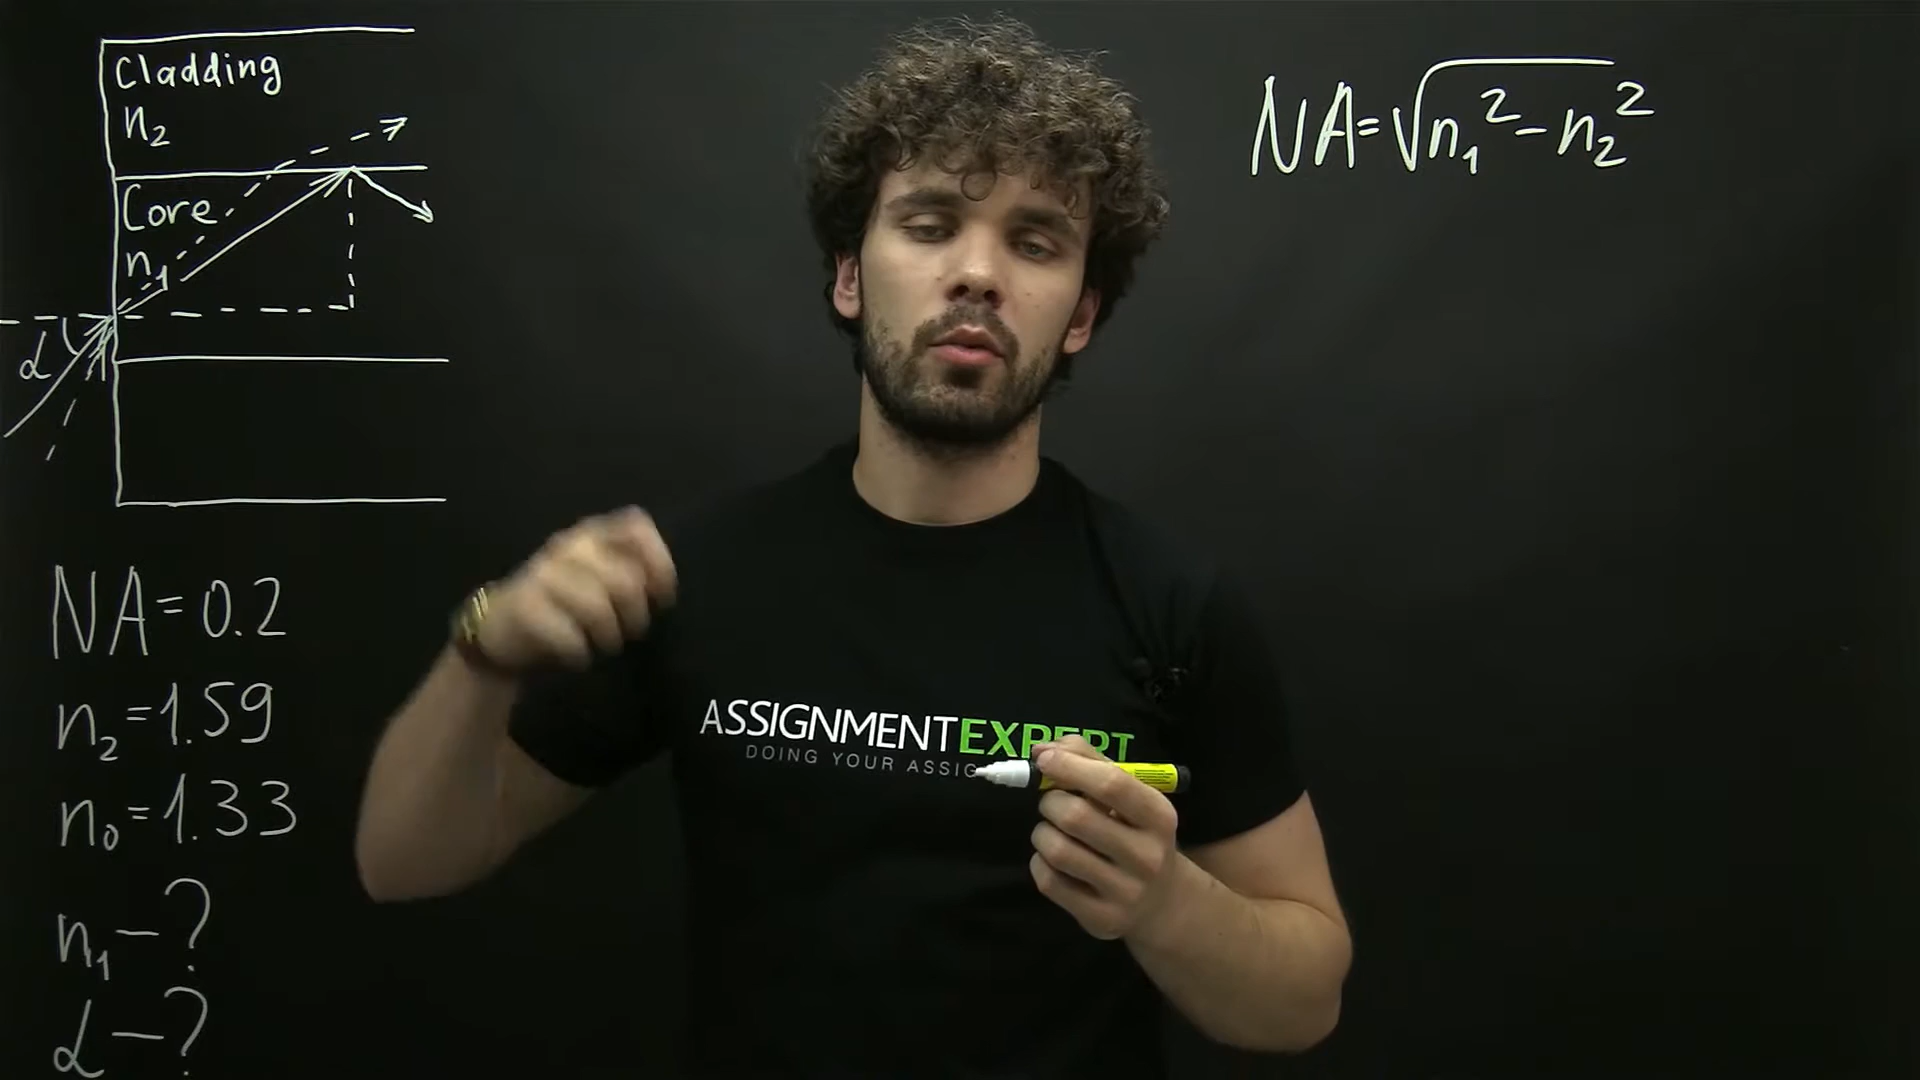 Cladding
n₂
Core
n₁
α
NA=√n₁²-n₂²
NA=0.2
n₂=1.59
n₀=1.33
n₁-?
α-?
ASSIGNMENTEXPERT
DOING YOUR ASSIG